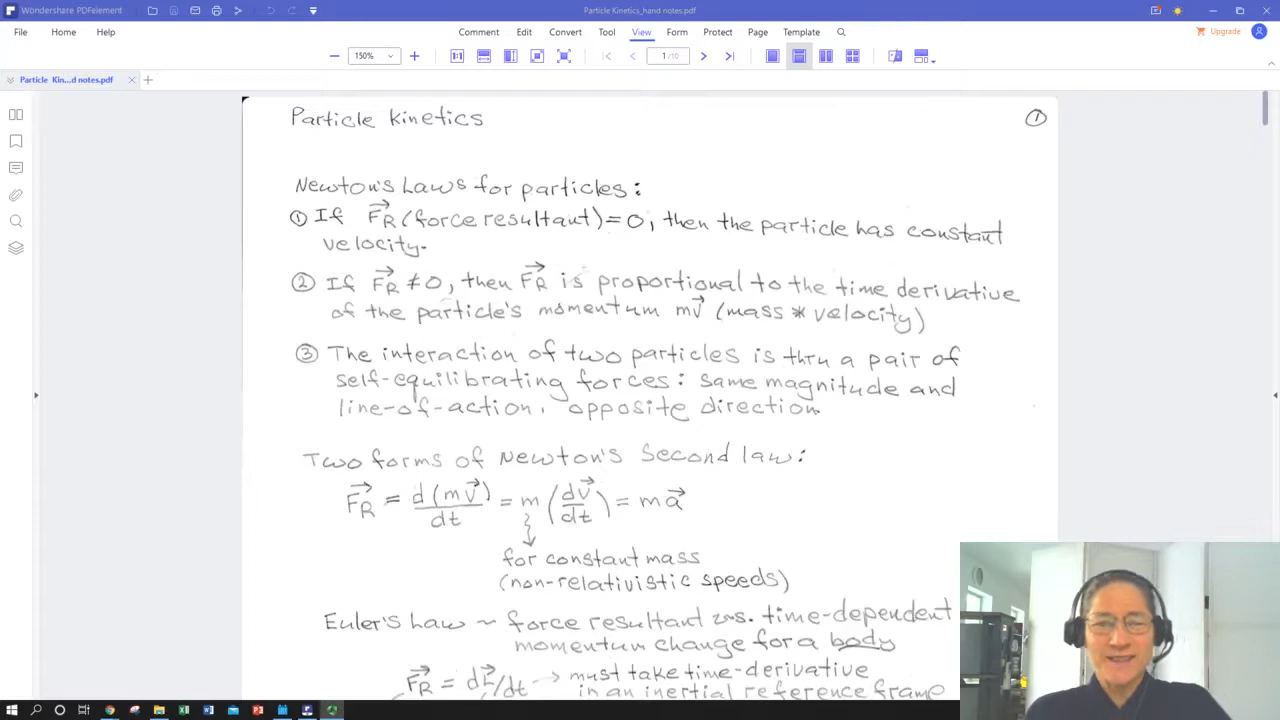 Wondershare PDFelement
Particle Kinetics_hand notes.pdf
File Home Help
Comment Edit Convert Tool View Form Protect Page Template
Upgrade
150%
1 /10
Particle Kin...d notes.pdf
Particle kinetics
1
Newton's Laws for particles:
① If F⃗R (force resultant) = 0, then the particle has constant
velocity.
② If F⃗R ≠ 0, then F⃗R is proportional to the time derivative
of the particle's momentum mv⃗ (mass * velocity)
③ The interaction of two particles is thru a pair of
self-equilibrating forces: same magnitude and
line-of-action, opposite direction.
Two forms of Newton's Second law:
F⃗R = d(mv⃗)/dt = m (dv⃗/dt) = ma⃗
for constant mass
(non-relativistic speeds)
Euler's Law ~ force resultant vs. time-dependent
momentum change for a body
F⃗R = dL⃗/dt → must take time-derivative
in an inertial reference frame